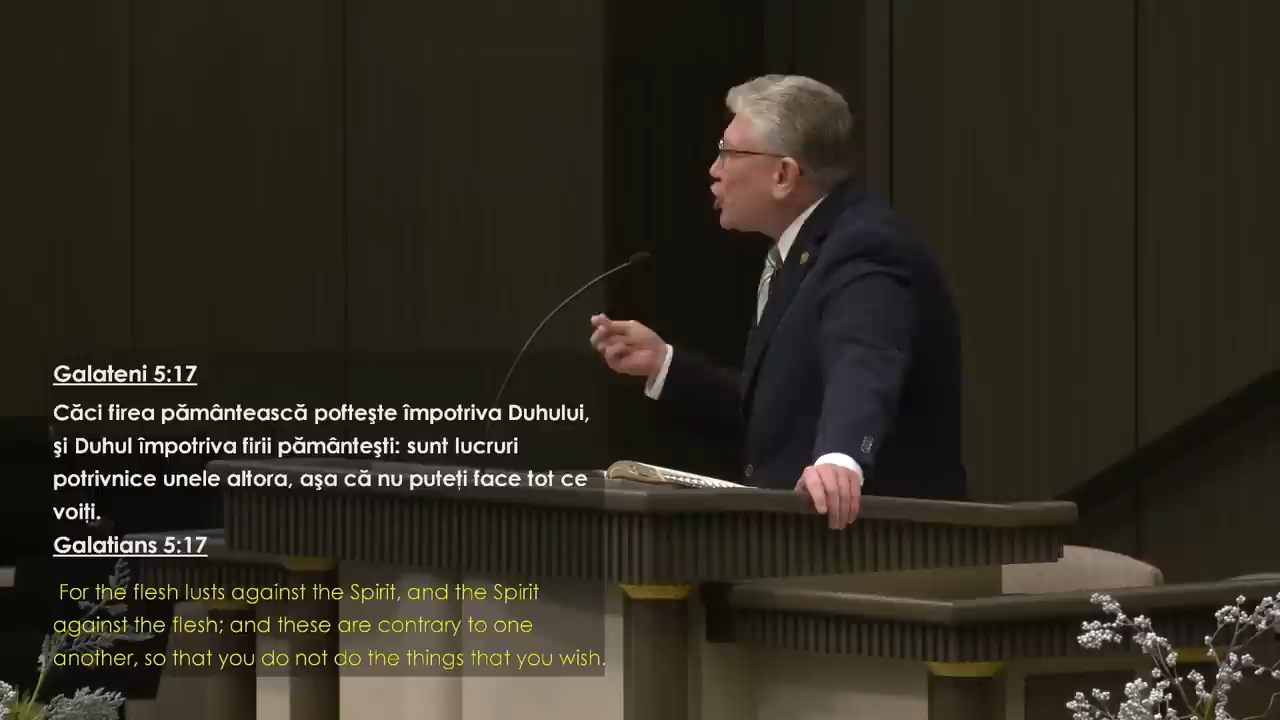 Galateni 5:17
Căci firea pământească pofteşte împotriva Duhului,
şi Duhul împotriva firii pământeşti: sunt lucruri
potrivnice unele altora, aşa că nu puteţi face tot ce
voiţi.
Galatians 5:17
For the flesh lusts against the Spirit, and the Spirit
against the flesh; and these are contrary to one
another, so that you do not do the things that you wish.